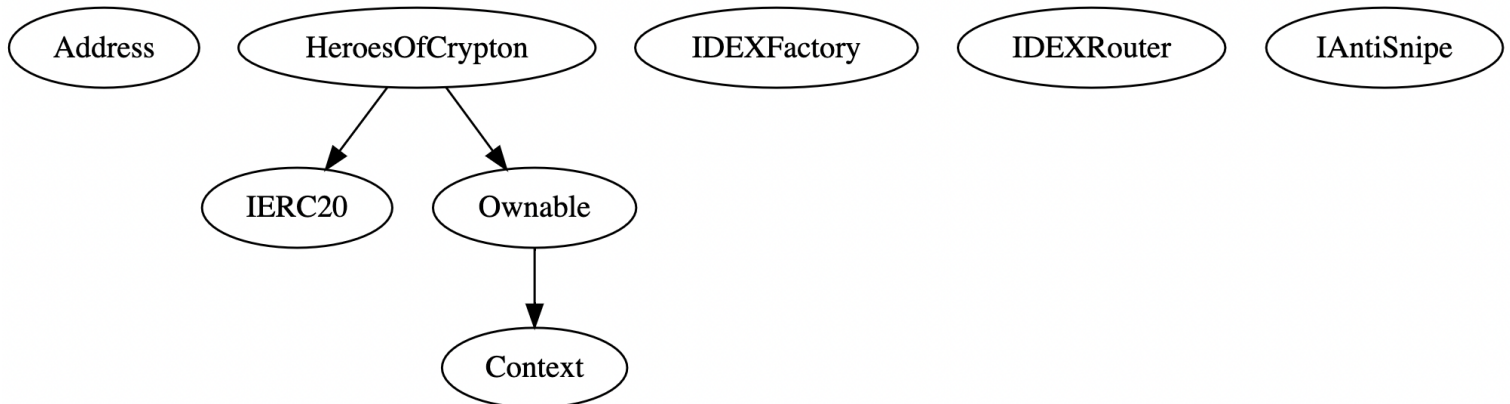 Address
HeroesOfCrypton
IDEXFactory
IDEXRouter
IAntiSnipe
IERC20
Ownable
Context